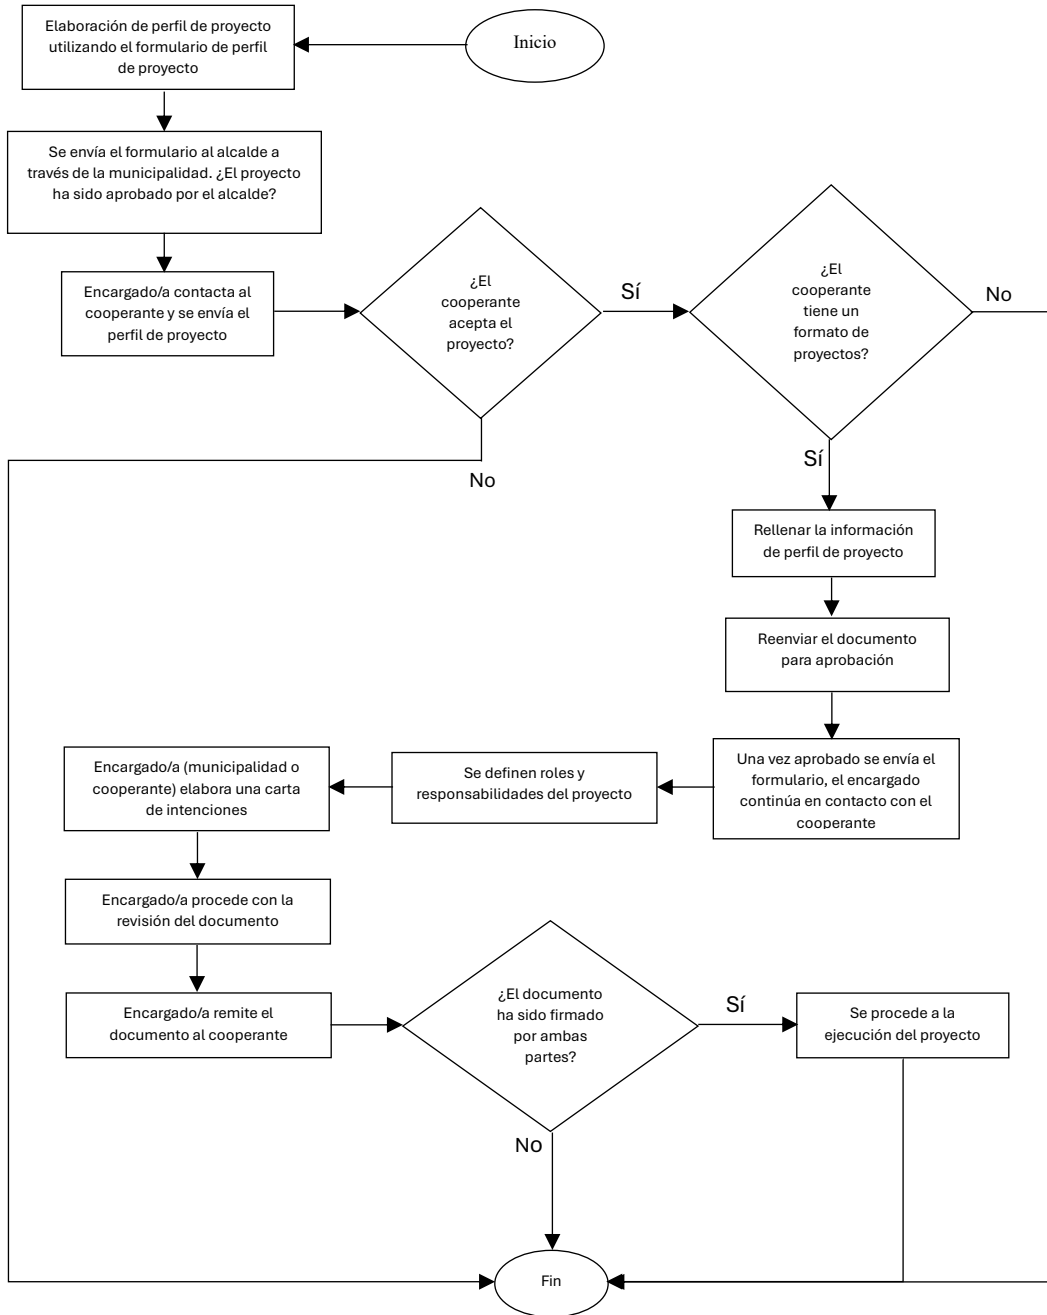 Inicio
Elaboración de perfil de proyecto
utilizando el formulario de perfil
de proyecto
Se envía el formulario al alcalde a
través de la municipalidad. ¿El proyecto
ha sido aprobado por el alcalde?
Encargado/a contacta al
cooperante y se envía el
perfil de proyecto
¿El
cooperante
acepta el
proyecto?
Sí
No
¿El
cooperante
tiene un
formato de
proyectos?
No
Sí
Rellenar la información
de perfil de proyecto
Reenviar el documento
para aprobación
Una vez aprobado se envía el
formulario, el encargado
continúa en contacto con el
cooperante
Se definen roles y
responsabilidades del proyecto
Encargado/a (municipalidad o
cooperante) elabora una carta
de intenciones
Encargado/a procede con la
revisión del documento
Encargado/a remite el
documento al cooperante
¿El documento
ha sido firmado
por ambas
partes?
Sí
No
Se procede a la
ejecución del proyecto
Fin